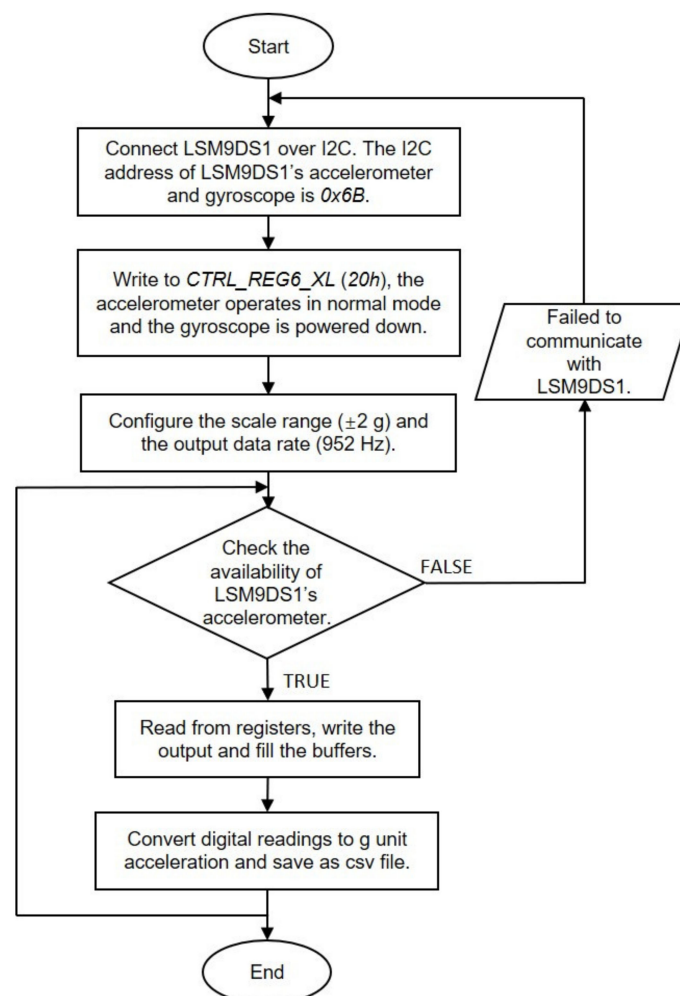 Start
Connect LSM9DS1 over I2C. The I2C
address of LSM9DS1's accelerometer
and gyroscope is 0x6B.
Write to CTRL_REG6_XL (20h), the
accelerometer operates in normal mode
and the gyroscope is powered down.
Failed to
communicate
with
LSM9DS1.
Configure the scale range (±2 g) and
the output data rate (952 Hz).
Check the
availability of
LSM9DS1's
accelerometer.
FALSE
TRUE
Read from registers, write the
output and fill the buffers.
Convert digital readings to g unit
acceleration and save as csv file.
End